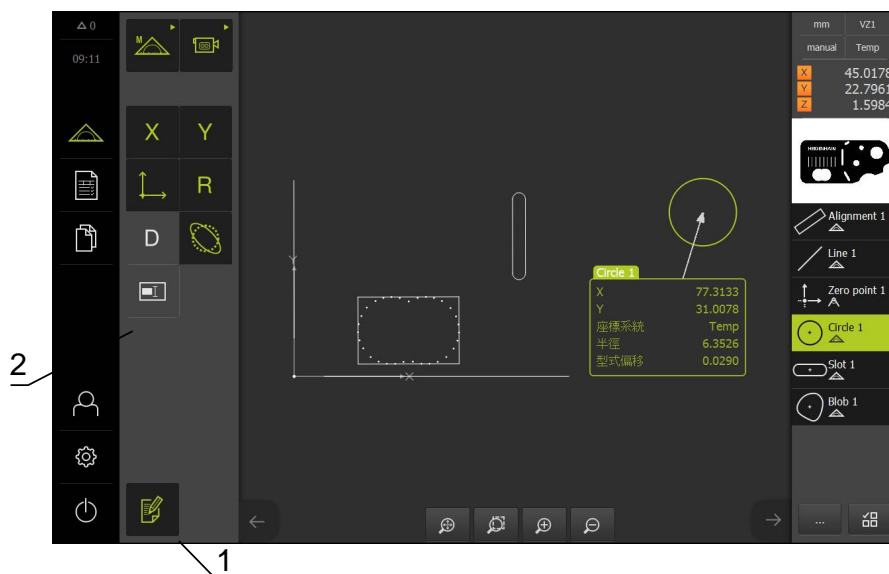 △ 0
09:11
M
X
Y
R
D
2
1
Y
X
Circle 1
X 77.3133
Y 31.0078
座標系統 Temp
半徑 6.3526
型式偏移 0.0290
mm VZ1
manual Temp
X 45.0178
Y 22.7961
Z 1.5984
HEIDENHAIN
Alignment 1
Line 1
Zero point 1
Circle 1
Slot 1
Blob 1
...